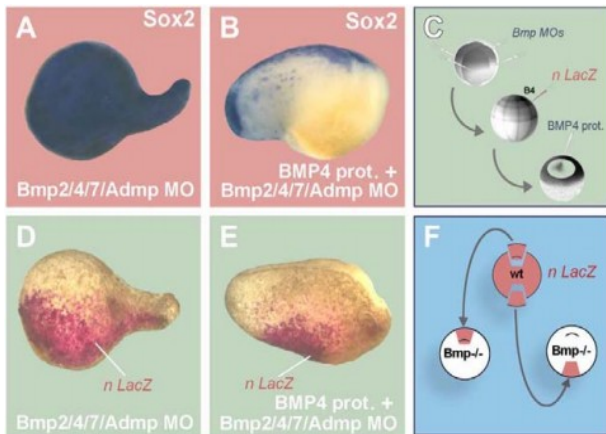 A
Sox2
Bmp2/4/7/Admp MO
B
Sox2
BMP4 prot. +
Bmp2/4/7/Admp MO
C
Bmp MOs
n LacZ
B4
BMP4 prot.
D
n LacZ
Bmp2/4/7/Admp MO
E
n LacZ
BMP4 prot. +
Bmp2/4/7/Admp MO
F
wt
n LacZ
Bmp-/-
Bmp-/-